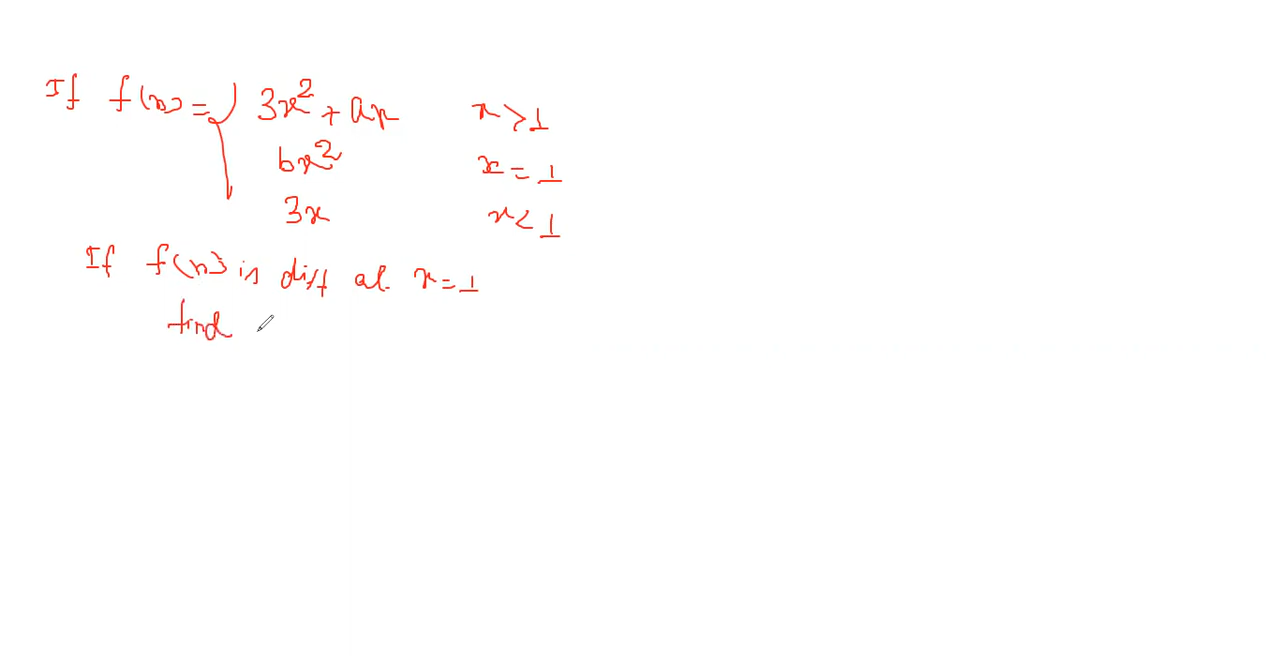 If f(x) = { 3x² + ax x > 1
bx² x = 1
3x x < 1
If f(x) is diff at x = 1
find